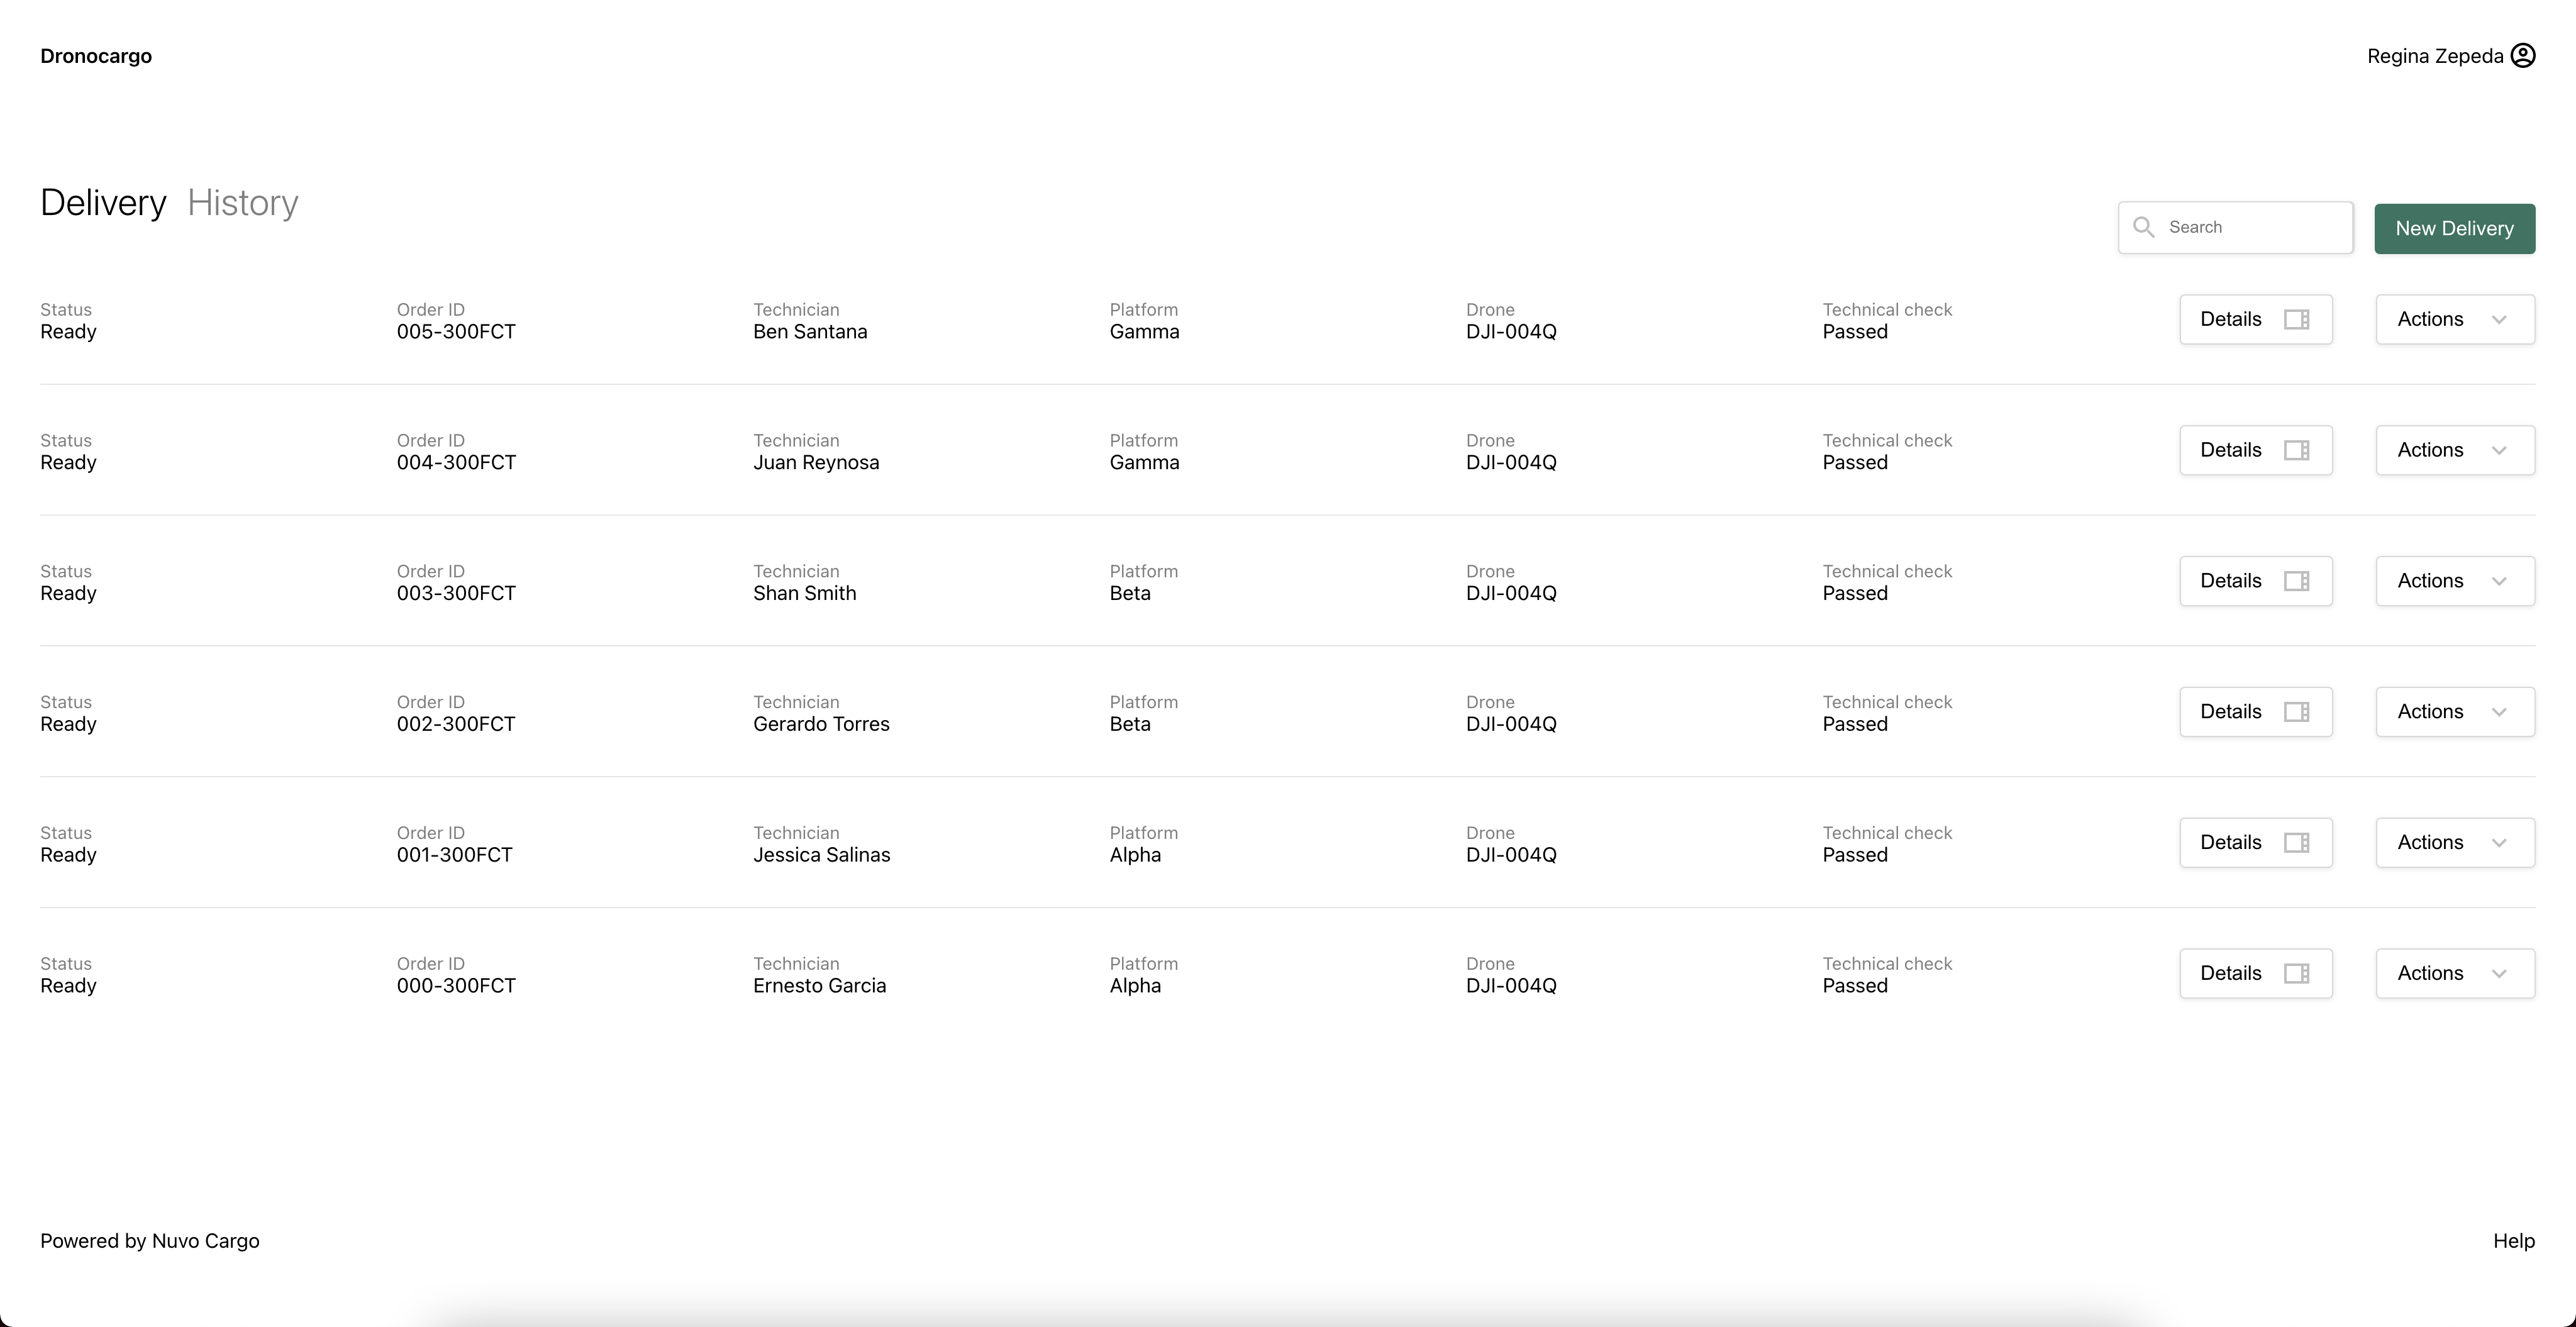 Dronocargo
Regina Zepeda
Delivery History
Search
New Delivery
Status Order ID Technician Platform Drone Technical check
Ready 005-300FCT Ben Santana Gamma DJI-004Q Passed
Details Actions
Status Order ID Technician Platform Drone Technical check
Ready 004-300FCT Juan Reynosa Gamma DJI-004Q Passed
Details Actions
Status Order ID Technician Platform Drone Technical check
Ready 003-300FCT Shan Smith Beta DJI-004Q Passed
Details Actions
Status Order ID Technician Platform Drone Technical check
Ready 002-300FCT Gerardo Torres Beta DJI-004Q Passed
Details Actions
Status Order ID Technician Platform Drone Technical check
Ready 001-300FCT Jessica Salinas Alpha DJI-004Q Passed
Details Actions
Status Order ID Technician Platform Drone Technical check
Ready 000-300FCT Ernesto Garcia Alpha DJI-004Q Passed
Details Actions
Powered by Nuvo Cargo
Help